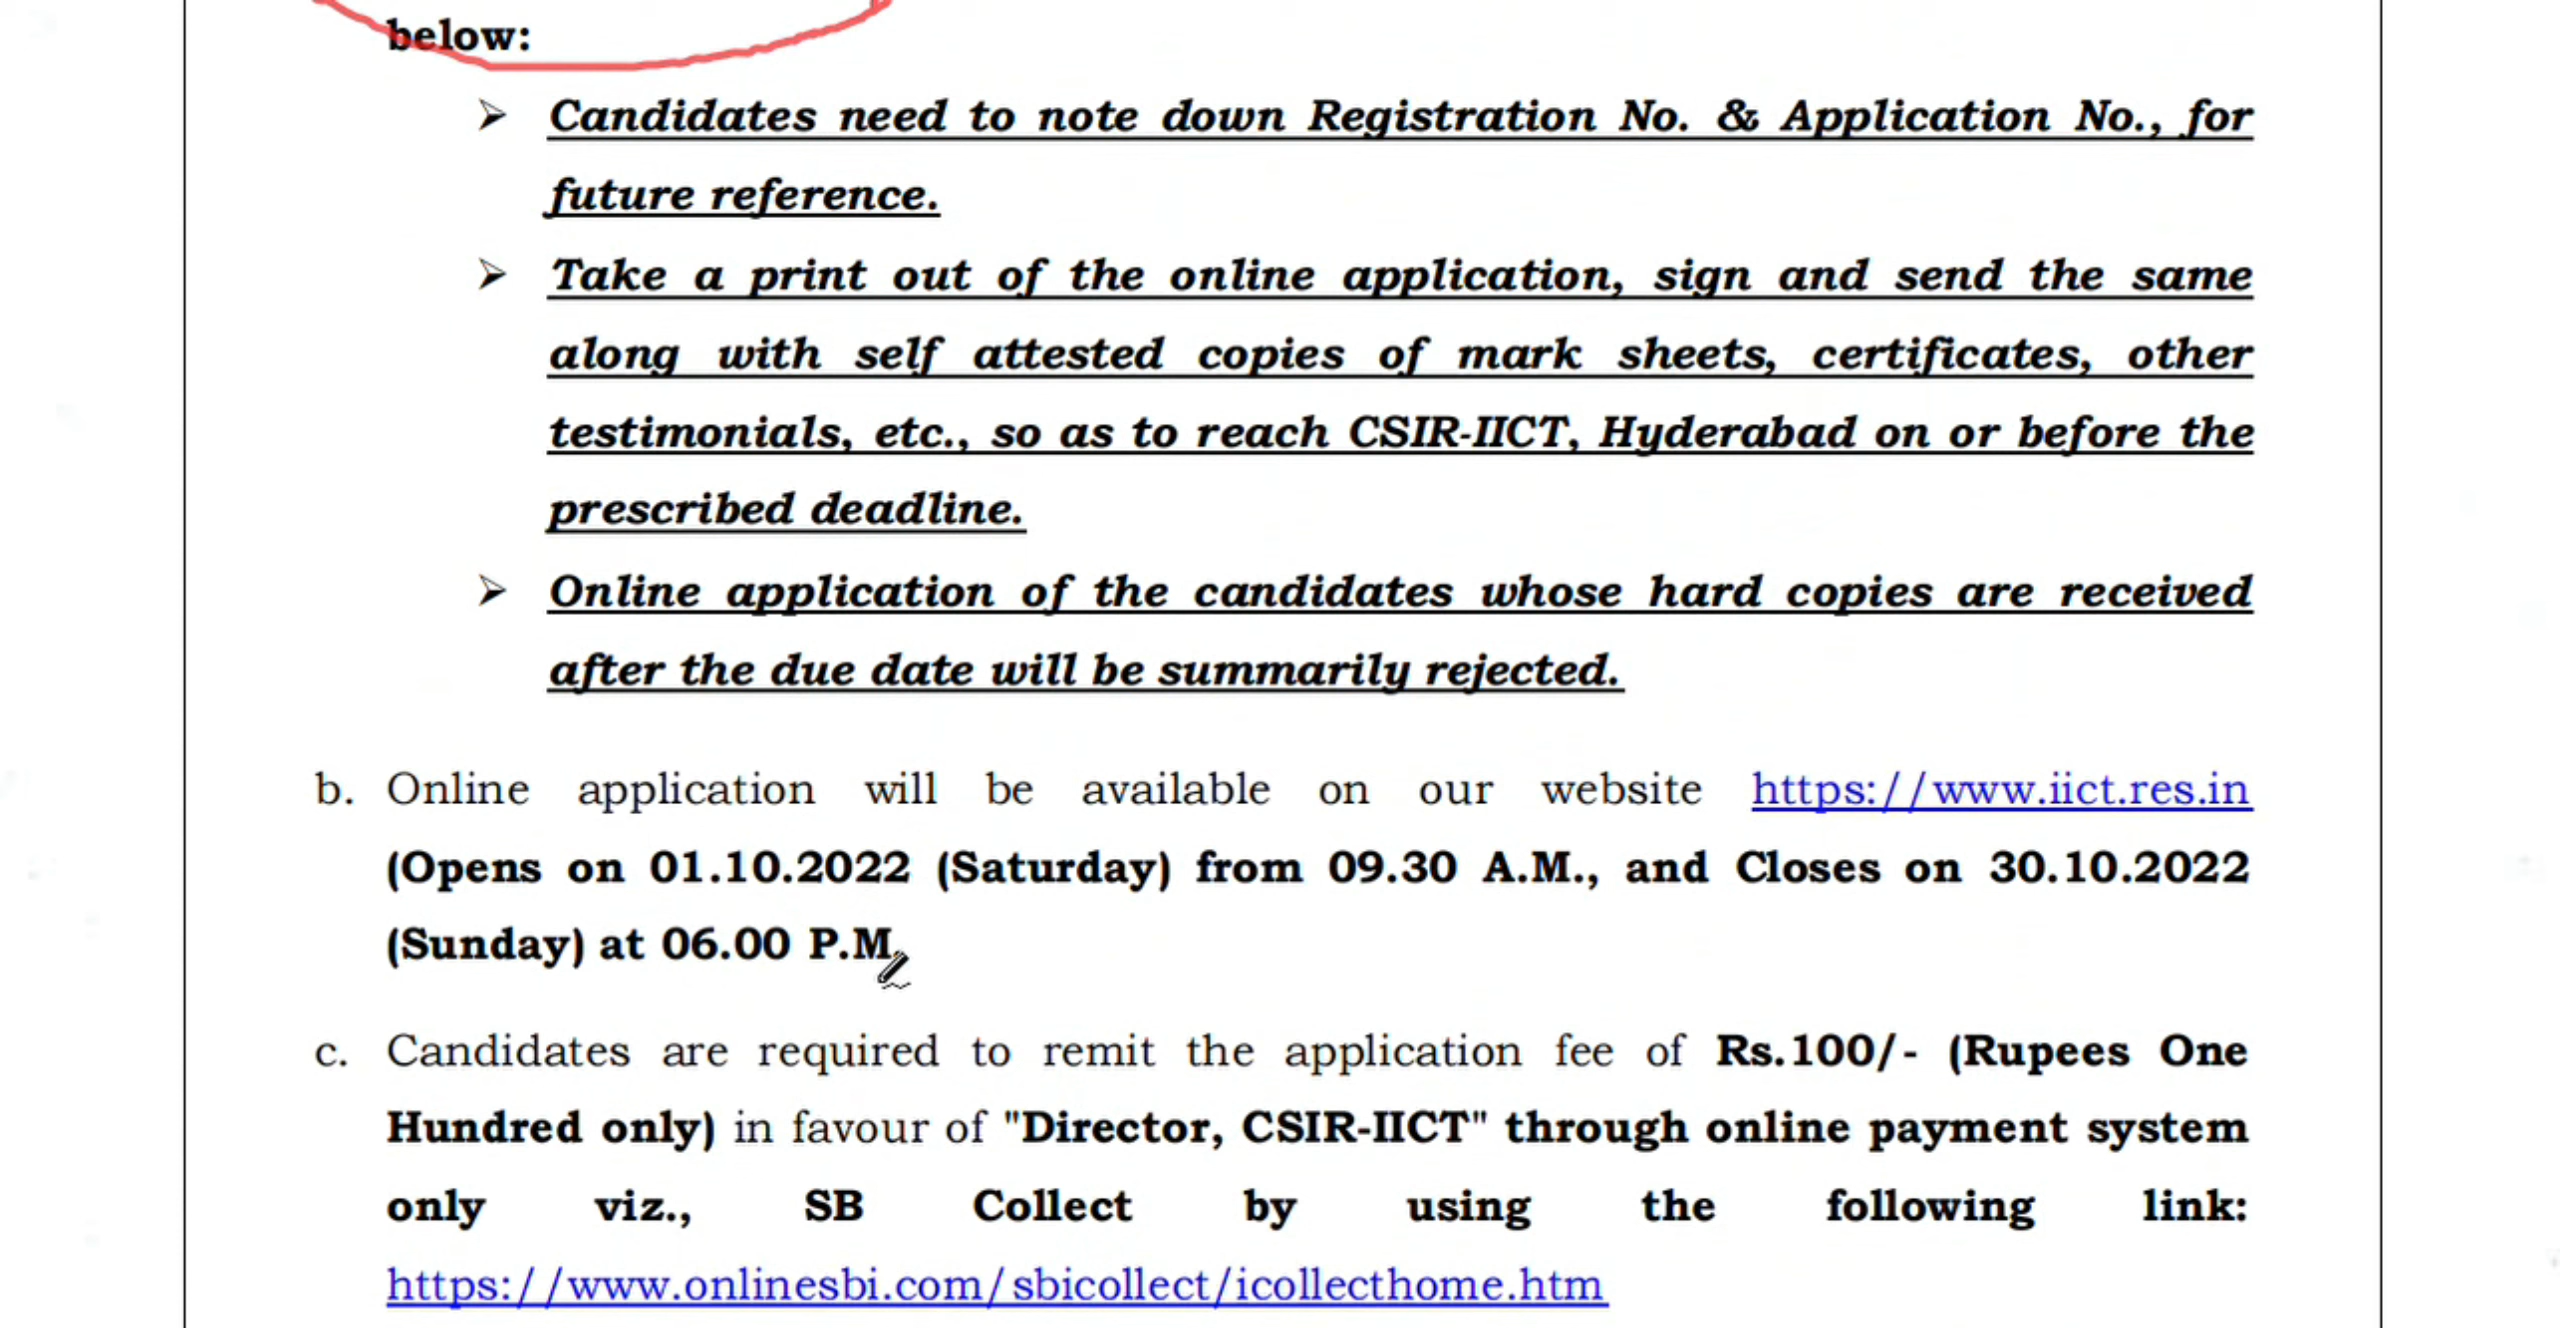 below:
➢ Candidates need to note down Registration No. & Application No., for
future reference.
➢ Take a print out of the online application, sign and send the same
along with self attested copies of mark sheets, certificates, other
testimonials, etc., so as to reach CSIR-IICT, Hyderabad on or before the
prescribed deadline.
➢ Online application of the candidates whose hard copies are received
after the due date will be summarily rejected.
b. Online application will be available on our website https://www.iict.res.in
(Opens on 01.10.2022 (Saturday) from 09.30 A.M., and Closes on 30.10.2022
(Sunday) at 06.00 P.M.
c. Candidates are required to remit the application fee of Rs.100/- (Rupees One
Hundred only) in favour of "Director, CSIR-IICT" through online payment system
only viz., SB Collect by using the following link:
https://www.onlinesbi.com/sbicollect/icollecthome.htm